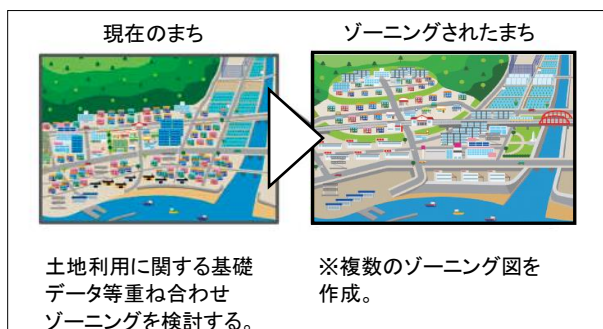 現在のまち
ゾーニングされたまち
土地利用に関する基礎
データ等重ね合わせ
ゾーニングを検討する。
※複数のゾーニング図を
作成。